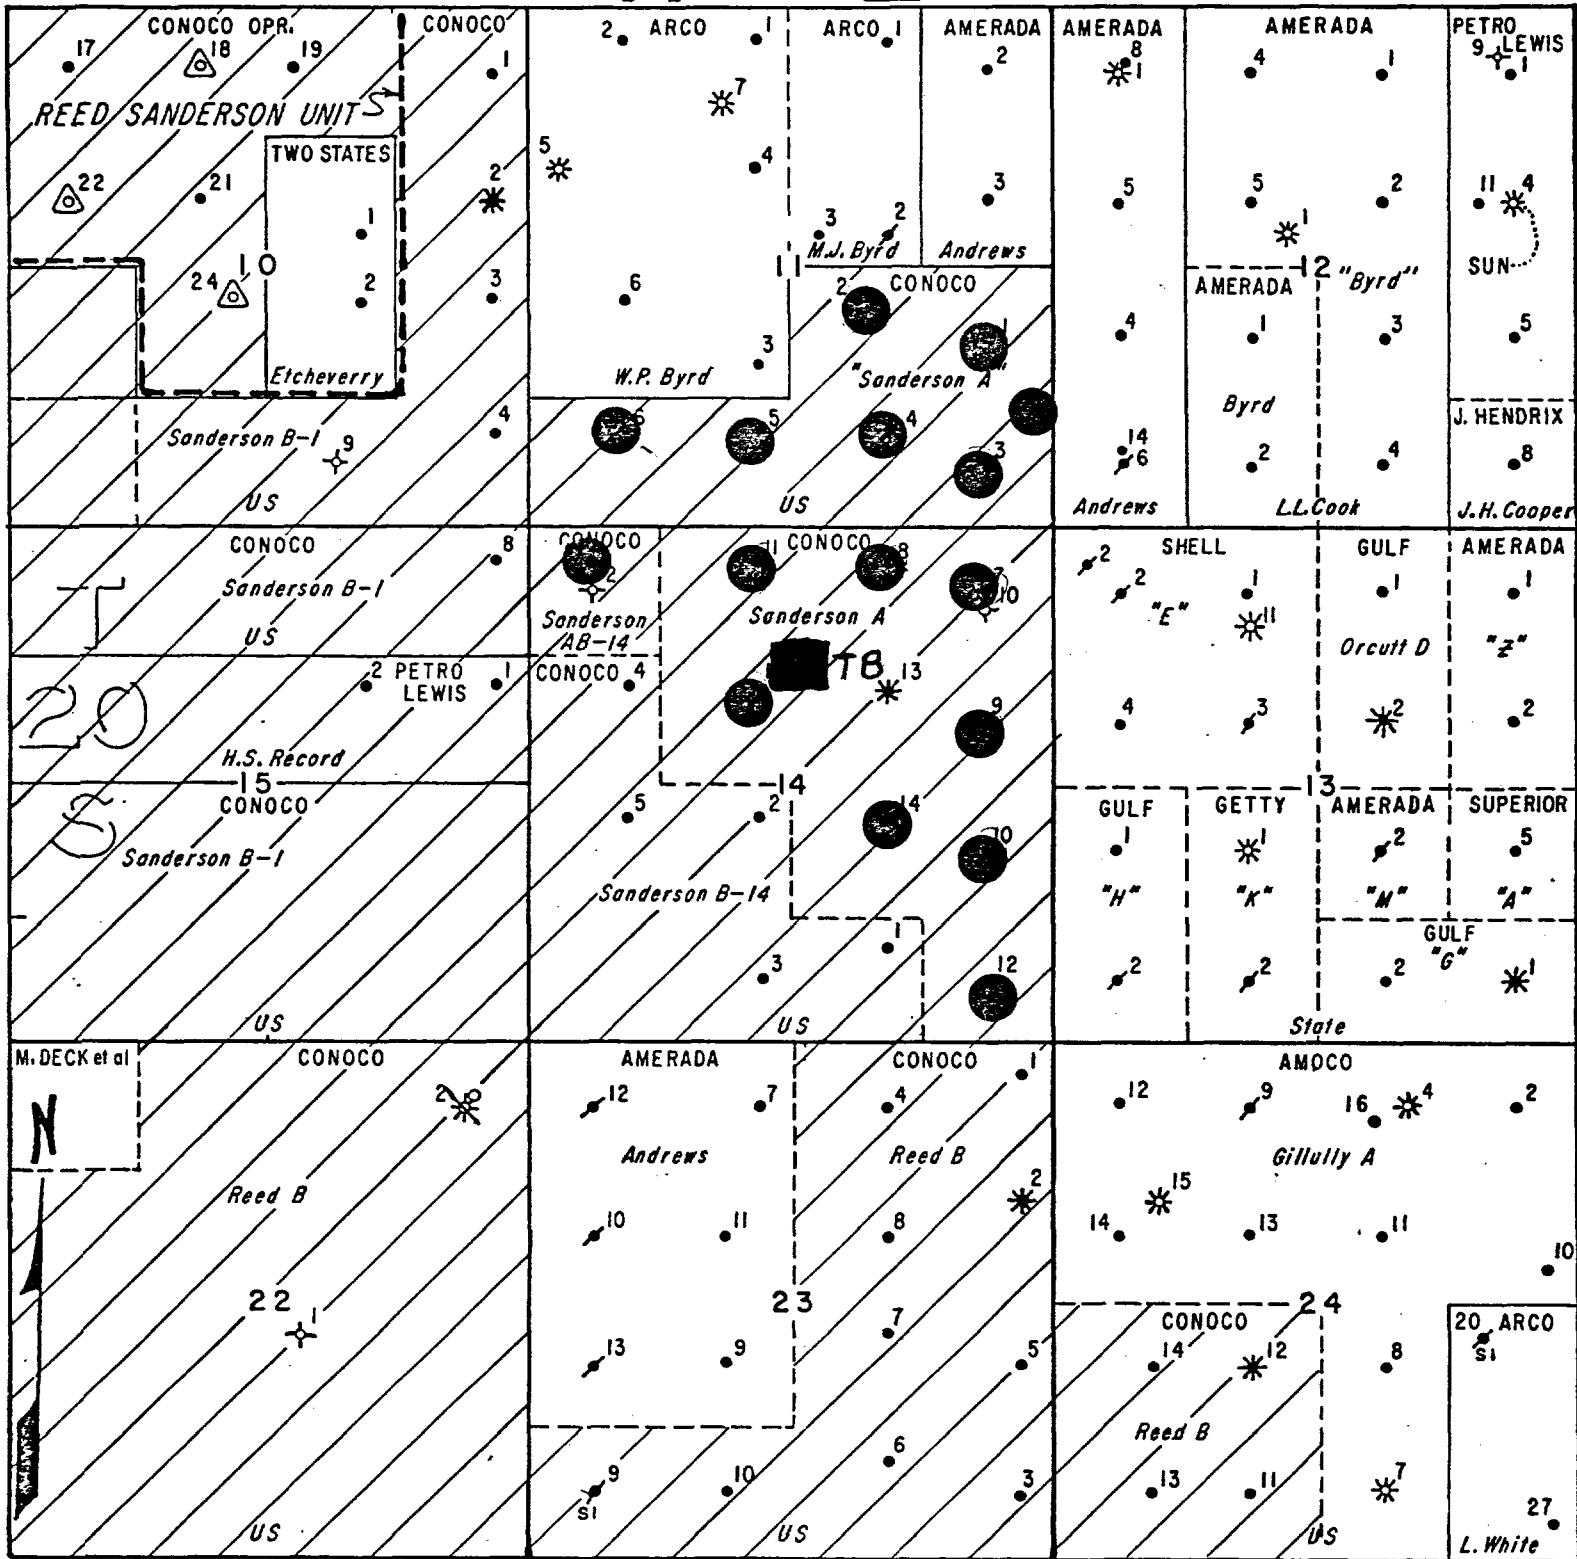 CONOCO OPR.
17
18
19
REED SANDERSON UNIT
TWO STATES
22
21
1
10
24
2
Etcheverry
Sanderson B-1
9
US
CONOCO
1
2
3
4
2
ARCO
1
7
5
4
6
3
W.P. Byrd
ARCO
1
3
2
M.J. Byrd
AMERADA
2
3
Andrews
11
CONOCO
2
1
"Sanderson A"
6
5
4
3
US
AMERADA
8
1
5
4
14
6
Andrews
AMERADA
4
1
5
2
1
12
"Byrd"
AMERADA
1
3
Byrd
2
4
L.L. Cook
PETRO
LEWIS
9
1
11
4
SUN
5
J. HENDRIX
8
J.H. Cooper
CONOCO
8
Sanderson B-1
US
T
20
S
2
PETRO
LEWIS
1
H.S. Record
15
CONOCO
Sanderson B-1
US
CONOCO
2
Sanderson
AB-14
CONOCO
11
8
7
10
Sanderson A
TB
13
CONOCO
4
9
14
5
2
14
10
Sanderson B-14
1
3
12
US
SHELL
2
2
"E"
1
11
4
3
GULF
1
Orcutt D
2
AMERADA
1
"Z"
2
13
GULF
1
"H"
2
GETTY
1
"K"
2
AMERADA
2
"M"
SUPERIOR
5
"A"
GULF
"G"
2
1
State
M. DECK et al
N
CONOCO
2
Reed B
22
1
US
AMERADA
12
7
Andrews
10
11
13
9
CONOCO
1
4
Reed B
2
8
23
7
5
6
9
SI
10
3
US
AMOCO
12
9
16
4
2
Gillully A
15
14
13
11
10
24
CONOCO
14
12
8
Reed B
13
11
7
US
20
ARCO
SI
27
L. White